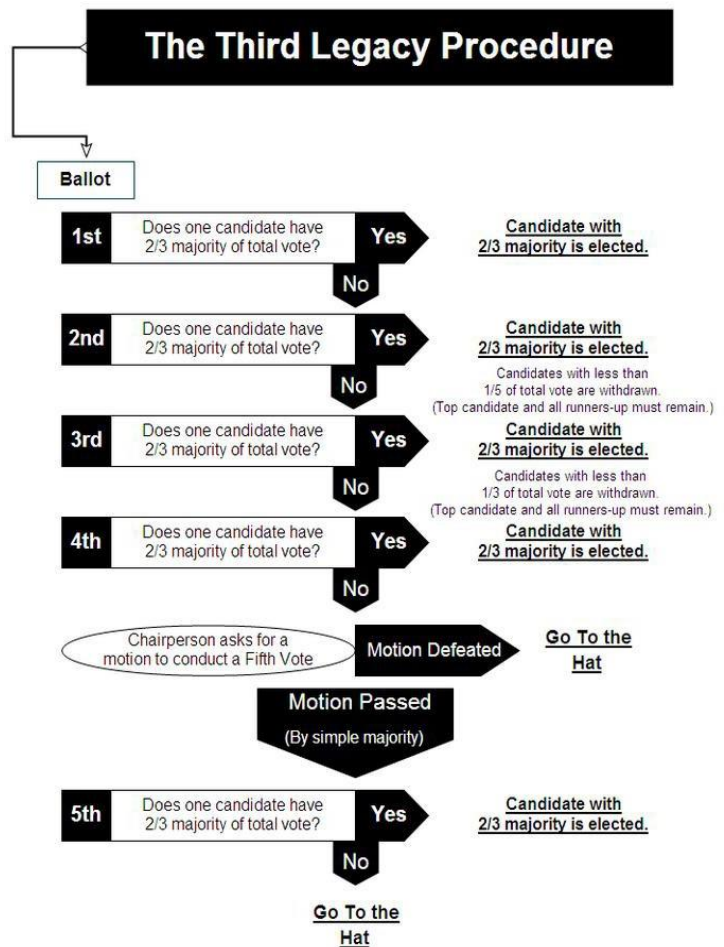 The Third Legacy Procedure
Ballot
1st
Does one candidate have
2/3 majority of total vote?
Yes
Candidate with
2/3 majority is elected.
No
2nd
Does one candidate have
2/3 majority of total vote?
Yes
Candidate with
2/3 majority is elected.
No
Candidates with less than
1/5 of total vote are withdrawn.
(Top candidate and all runners-up must remain.)
3rd
Does one candidate have
2/3 majority of total vote?
Yes
Candidate with
2/3 majority is elected.
No
Candidates with less than
1/3 of total vote are withdrawn.
(Top candidate and all runners-up must remain.)
4th
Does one candidate have
2/3 majority of total vote?
Yes
Candidate with
2/3 majority is elected.
No
Chairperson asks for a
motion to conduct a Fifth Vote
Motion Defeated
Go To the
Hat
Motion Passed
(By simple majority)
5th
Does one candidate have
2/3 majority of total vote?
Yes
Candidate with
2/3 majority is elected.
No
Go To the
Hat